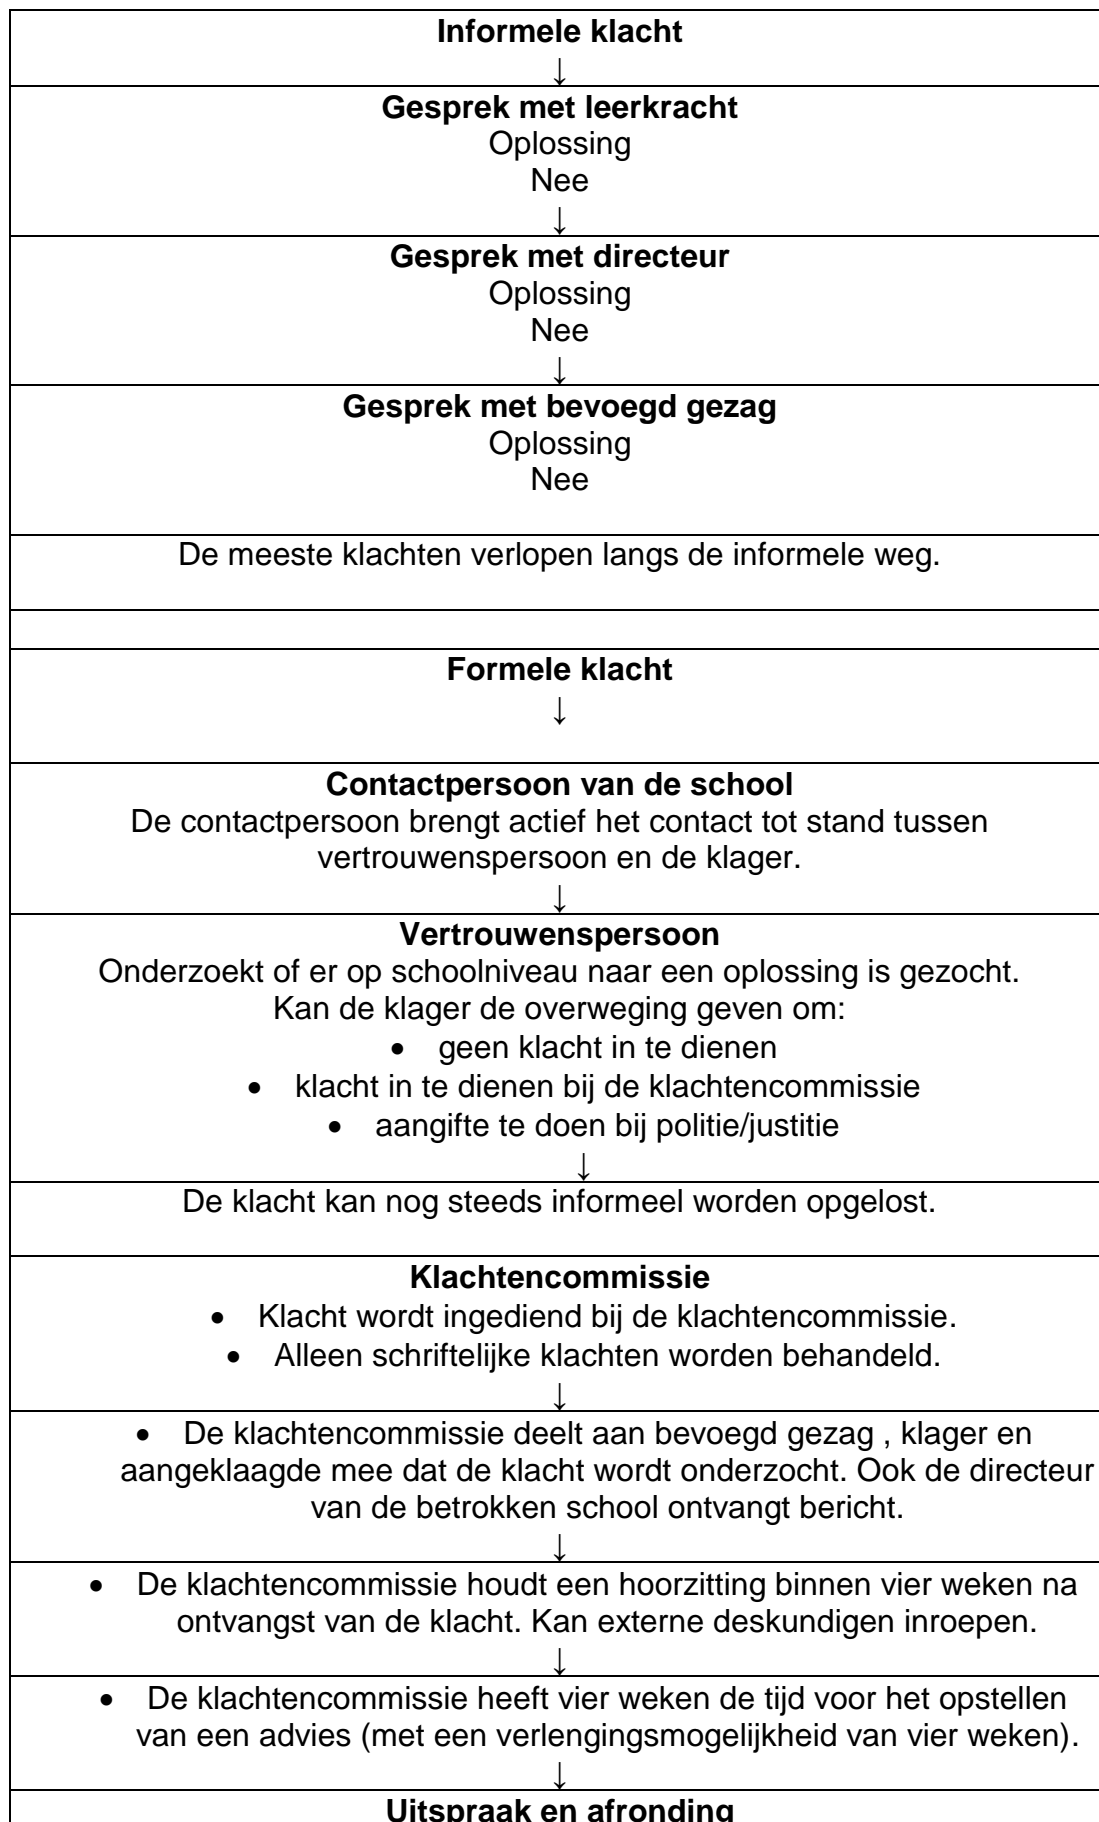 Informele klacht
↓
Gesprek met leerkracht
Oplossing
Nee
↓
Gesprek met directeur
Oplossing
Nee
↓
Gesprek met bevoegd gezag
Oplossing
Nee
De meeste klachten verlopen langs de informele weg.
Formele klacht
↓
Contactpersoon van de school
De contactpersoon brengt actief het contact tot stand tussen
vertrouwenspersoon en de klager.
↓
Vertrouwenspersoon
Onderzoekt of er op schoolniveau naar een oplossing is gezocht.
Kan de klager de overweging geven om:
• geen klacht in te dienen
• klacht in te dienen bij de klachtencommissie
• aangifte te doen bij politie/justitie
↓
De klacht kan nog steeds informeel worden opgelost.
Klachtencommissie
• Klacht wordt ingediend bij de klachtencommissie.
• Alleen schriftelijke klachten worden behandeld.
↓
• De klachtencommissie deelt aan bevoegd gezag , klager en
aangeklaagde mee dat de klacht wordt onderzocht. Ook de directeur
van de betrokken school ontvangt bericht.
↓
• De klachtencommissie houdt een hoorzitting binnen vier weken na
ontvangst van de klacht. Kan externe deskundigen inroepen.
↓
• De klachtencommissie heeft vier weken de tijd voor het opstellen
van een advies (met een verlengingsmogelijkheid van vier weken).
↓
Uitspraak en afronding